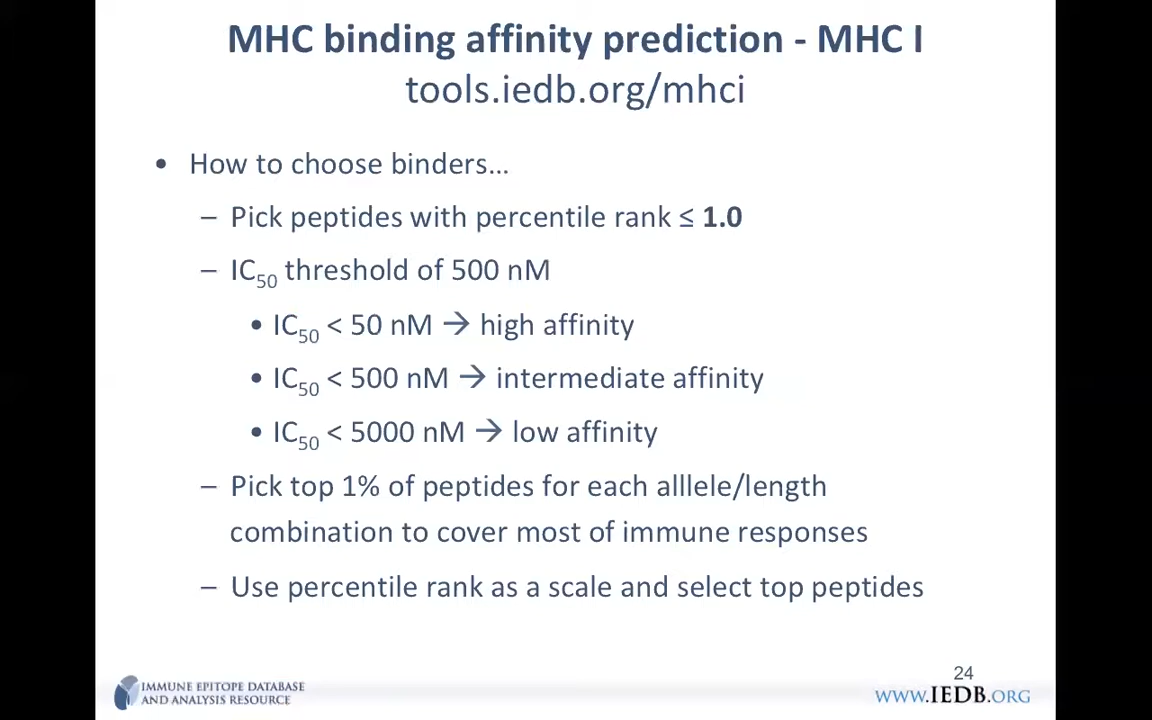 MHC binding affinity prediction - MHC I
tools.iedb.org/mhci
• How to choose binders...
– Pick peptides with percentile rank ≤ 1.0
– IC50 threshold of 500 nM
• IC50 < 50 nM → high affinity
• IC50 < 500 nM → intermediate affinity
• IC50 < 5000 nM → low affinity
– Pick top 1% of peptides for each alllele/length
combination to cover most of immune responses
– Use percentile rank as a scale and select top peptides
24
IMMUNE EPITOPE DATABASE
AND ANALYSIS RESOURCE
WWW.IEDB.ORG